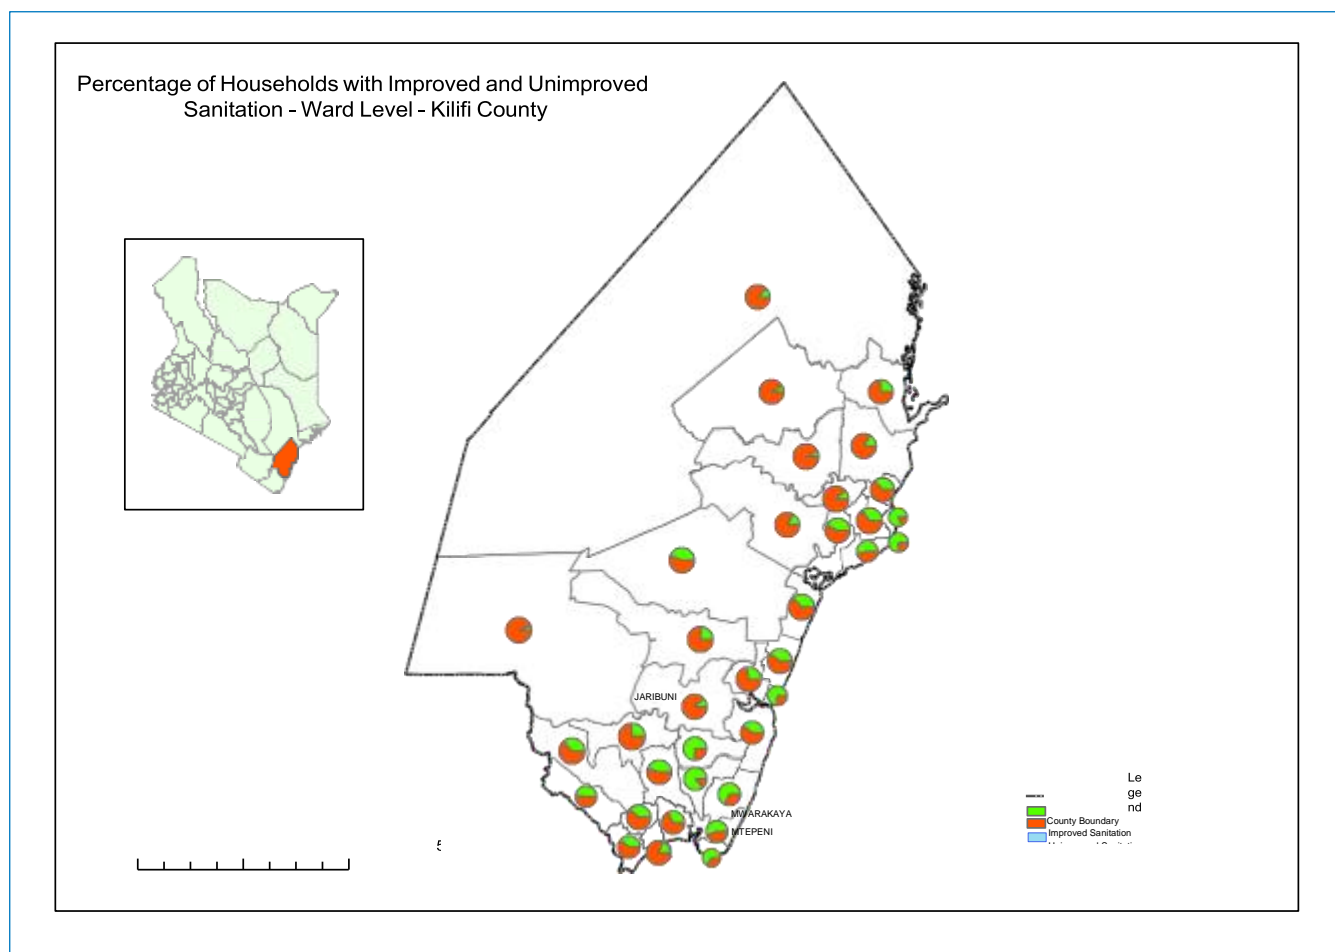 Percentage of Households with Improved and Unimproved
Sanitation - Ward Level - Kilifi County
JARIBUNI
MWARAKAYA
MTEPENI
Le
ge
nd
County Boundary
Improved Sanitation